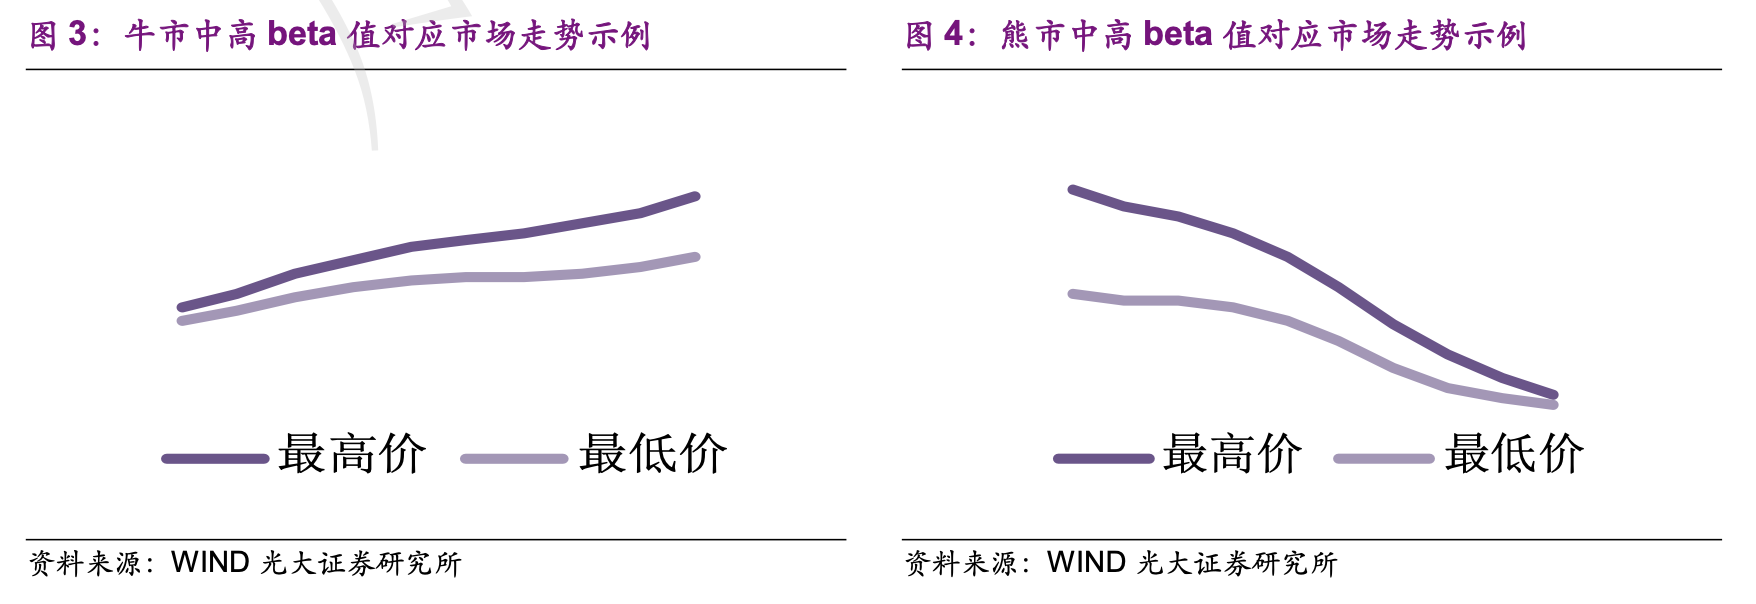 图 3：牛市中高 beta 值对应市场走势示例
最高价 最低价
资料来源：WIND 光大证券研究所
图 4：熊市中高 beta 值对应市场走势示例
最高价 最低价
资料来源：WIND 光大证券研究所